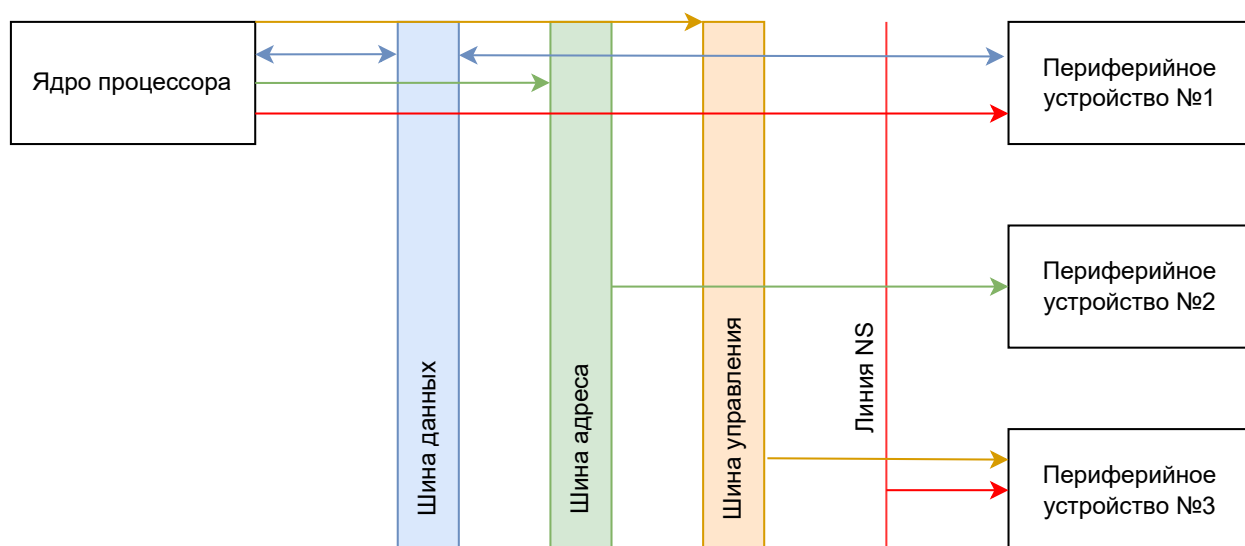 Ядро процессора
Периферийное
устройство №1
Периферийное
устройство №2
Шина данных
Шина адреса
Шина управления
Линия NS
Периферийное
устройство №3